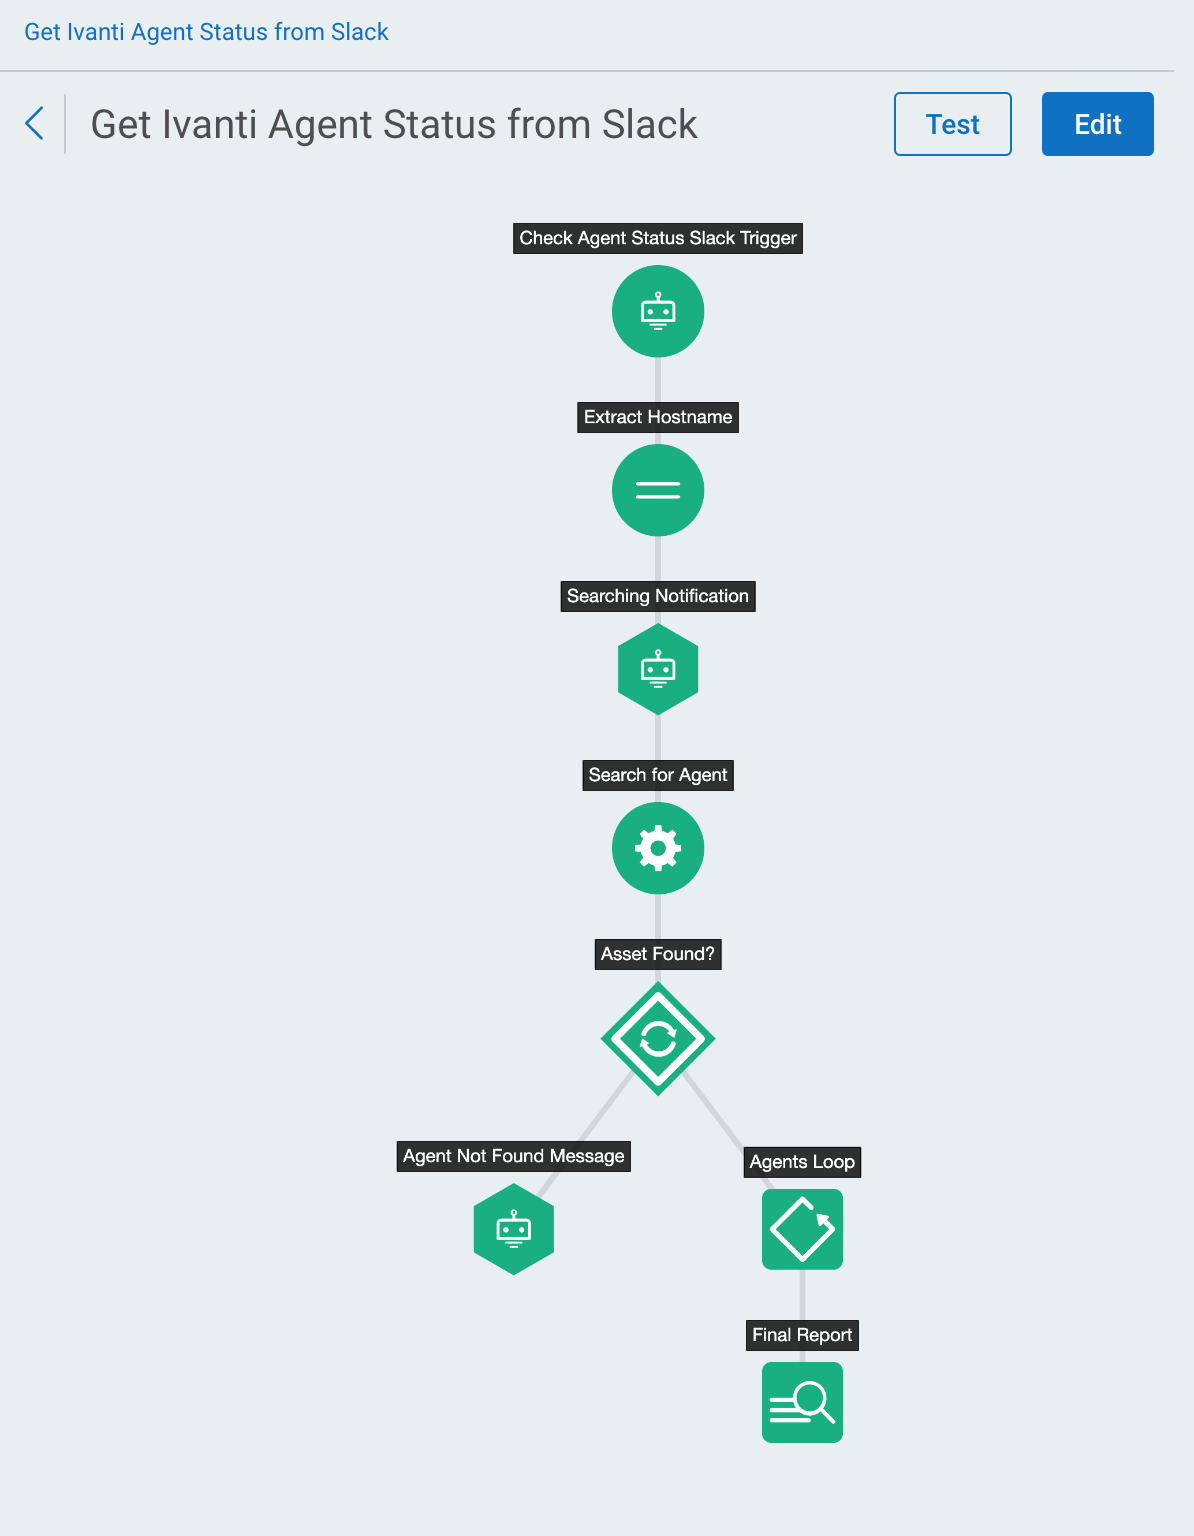 Get Ivanti Agent Status from Slack
Get Ivanti Agent Status from Slack
Test
Edit
Check Agent Status Slack Trigger
Extract Hostname
Searching Notification
Search for Agent
Asset Found?
Agent Not Found Message
Agents Loop
Final Report